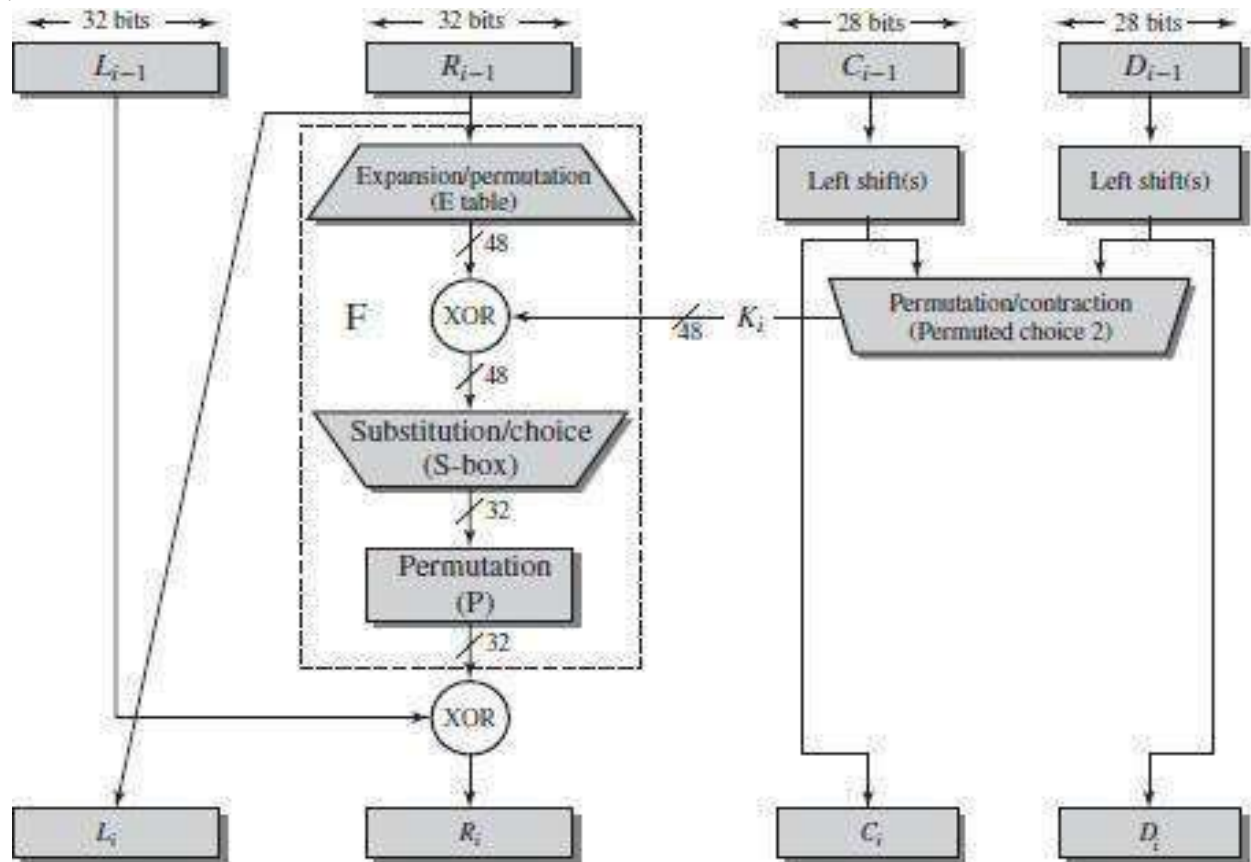 32 bits
32 bits
28 bits
28 bits
L_{i-1}
R_{i-1}
C_{i-1}
D_{i-1}
Expansion/permutation
(E table)
Left shift(s)
Left shift(s)
48
F
XOR
48
K_i
Permutation/contraction
(Permuted choice 2)
48
Substitution/choice
(S-box)
32
Permutation
(P)
32
XOR
L_i
R_i
C_i
D_i